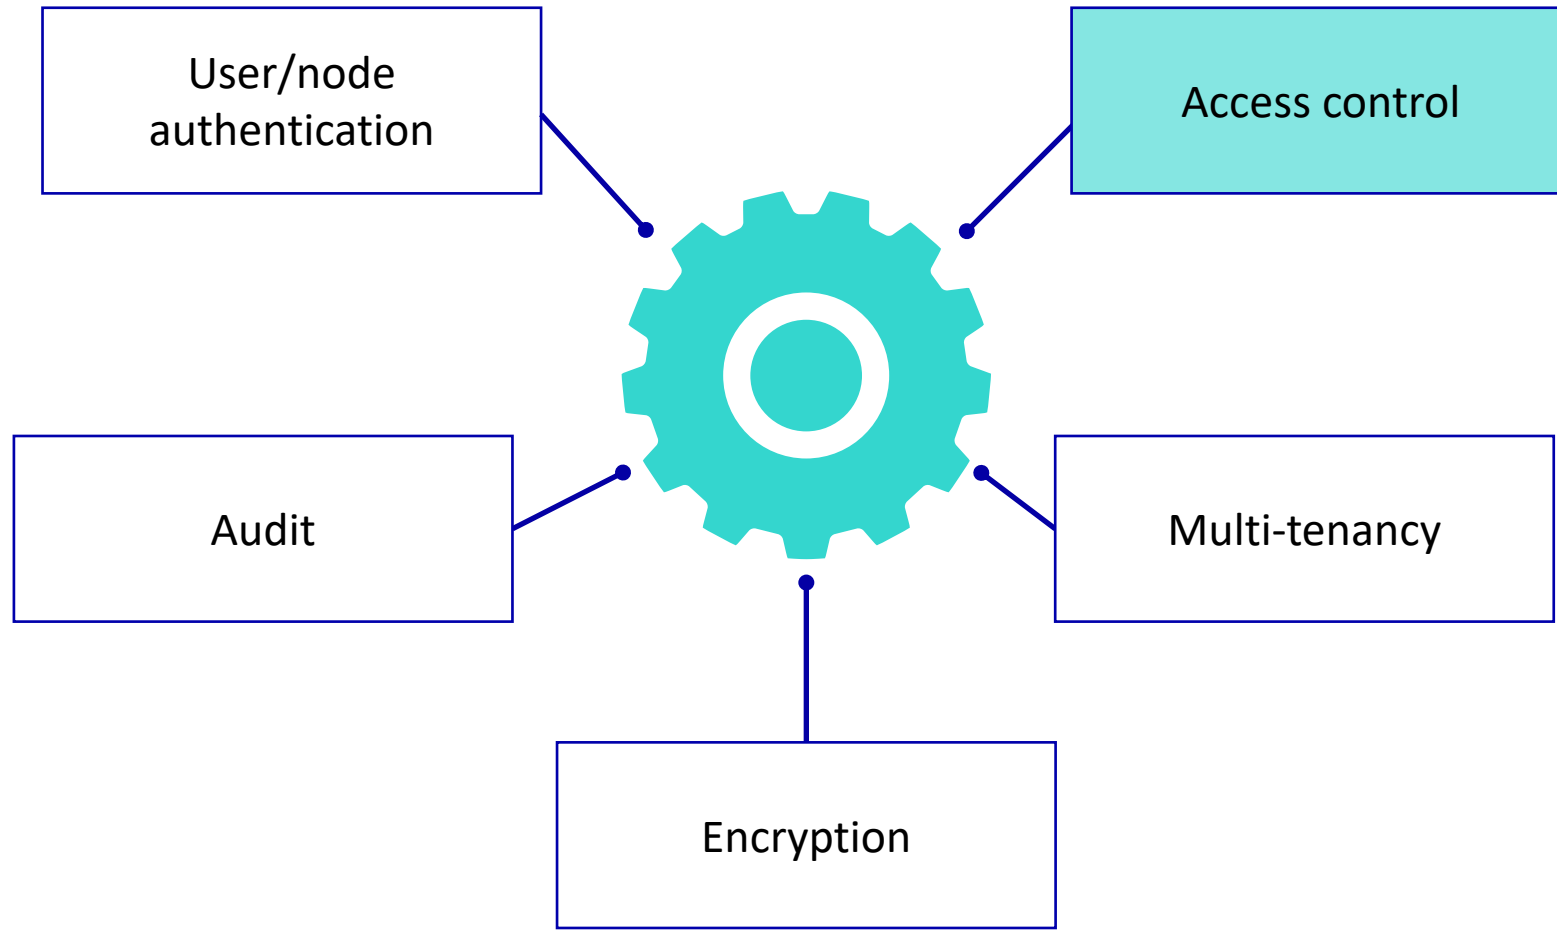 User/node
authentication
Access control
Audit
Multi-tenancy
Encryption